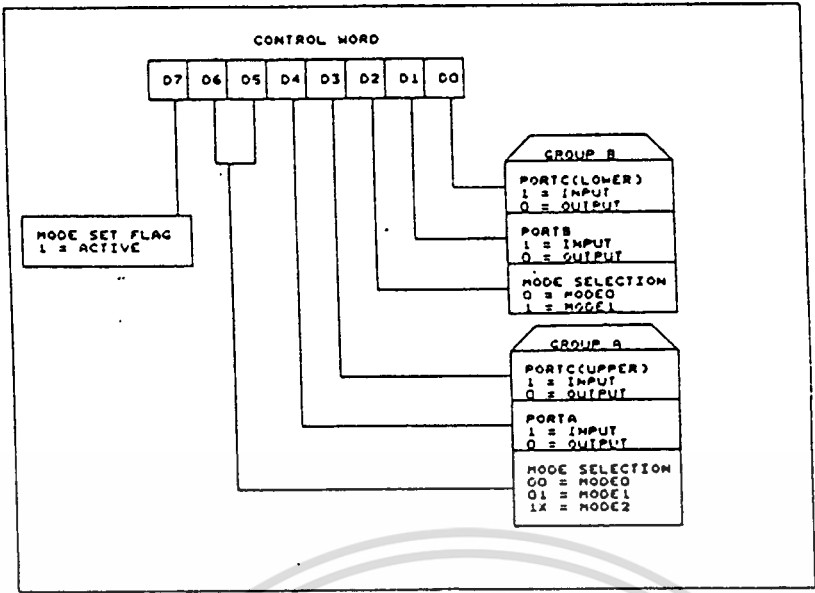 CONTROL WORD
D7 D6 D5 D4 D3 D2 D1 D0
GROUP B
PORTC(LOWER)
1 = INPUT
0 = OUTPUT
PORTB
1 = INPUT
0 = OUTPUT
MODE SELECTION
0 = MODE0
1 = MODE1
MODE SET FLAG
1 = ACTIVE
GROUP A
PORTC(UPPER)
1 = INPUT
0 = OUTPUT
PORTA
1 = INPUT
0 = OUTPUT
MODE SELECTION
00 = MODE0
01 = MODE1
1X = MODE2